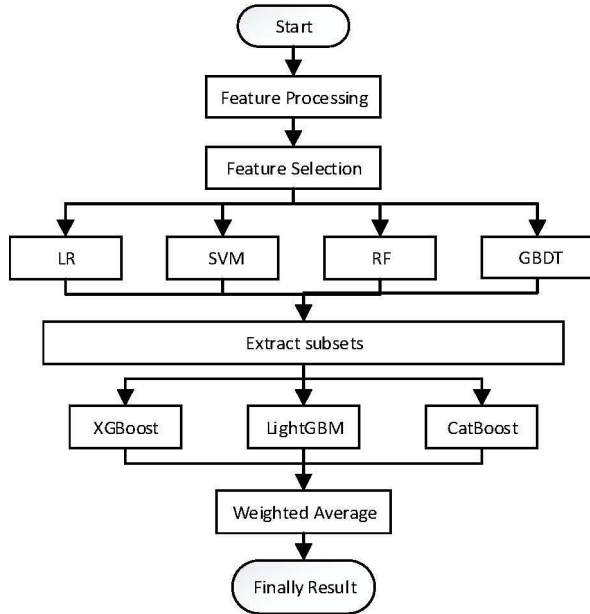 Start
Feature Processing
Feature Selection
LR
SVM
RF
GBDT
Extract subsets
XGBoost
LightGBM
CatBoost
Weighted Average
Finally Result